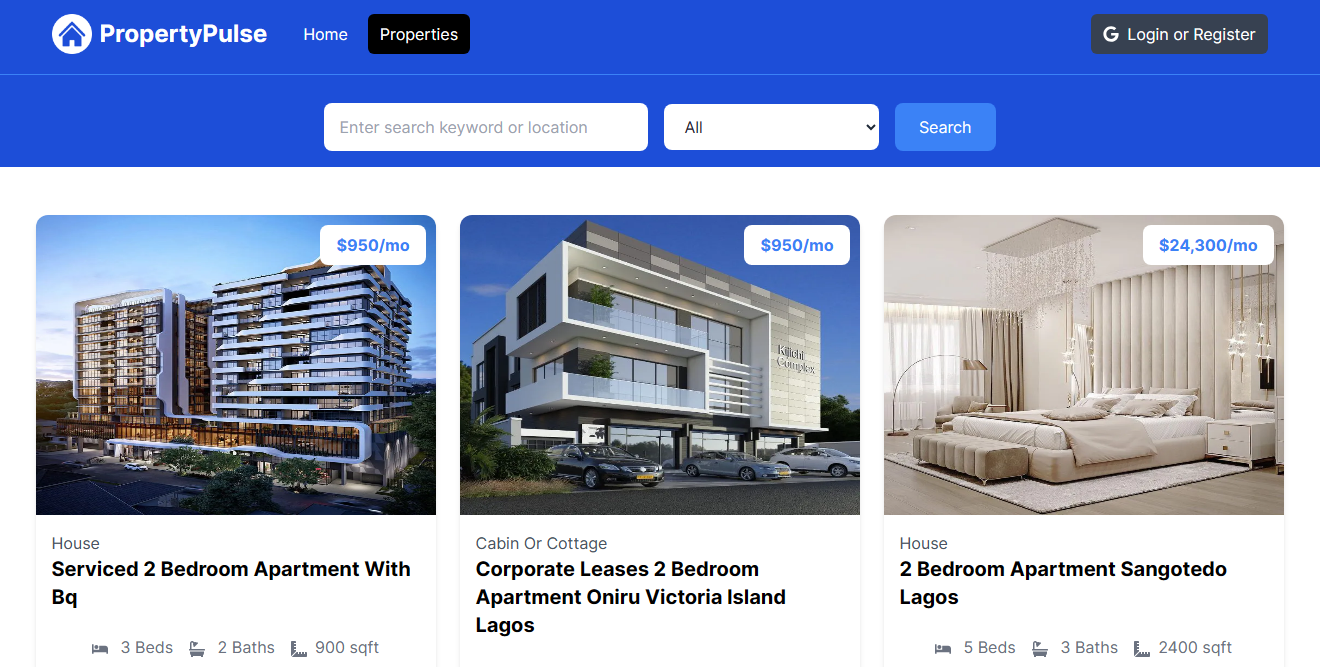 PropertyPulse
Home
Properties
Login or Register
Enter search keyword or location
All
Search
$950/mo
$950/mo
$24,300/mo
Kijichi
Complex
House
Serviced 2 Bedroom Apartment With
Bq
3 Beds
2 Baths
900 sqft
Cabin Or Cottage
Corporate Leases 2 Bedroom
Apartment Oniru Victoria Island
Lagos
House
2 Bedroom Apartment Sangotedo
Lagos
5 Beds
3 Baths
2400 sqft